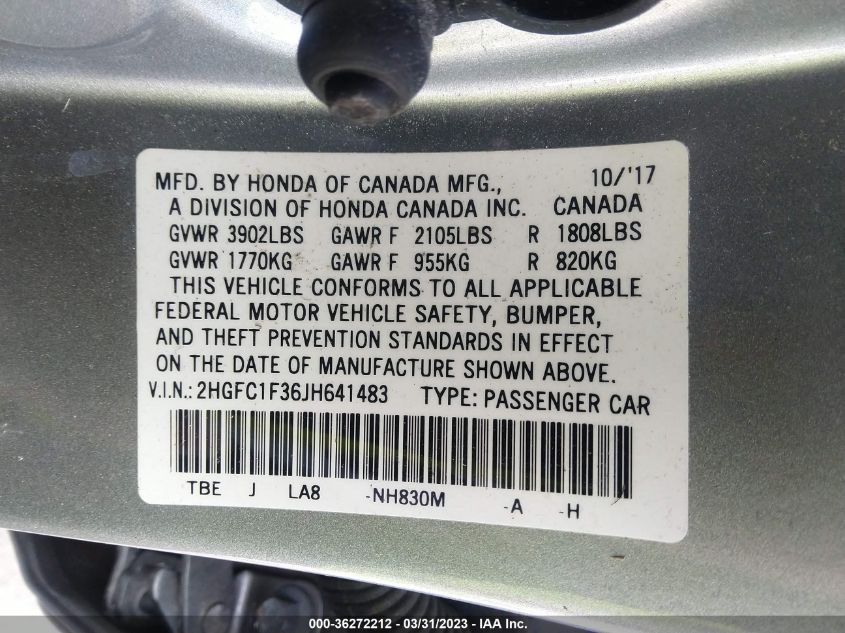 MFD. BY HONDA OF CANADA MFG., 10/'17
A DIVISION OF HONDA CANADA INC. CANADA
GVWR 3902LBS GAWR F 2105LBS R 1808LBS
GVWR 1770KG GAWR F 955KG R 820KG
THIS VEHICLE CONFORMS TO ALL APPLICABLE
FEDERAL MOTOR VEHICLE SAFETY, BUMPER,
AND THEFT PREVENTION STANDARDS IN EFFECT
ON THE DATE OF MANUFACTURE SHOWN ABOVE.
V.I.N.: 2HGFC1F36JH641483 TYPE: PASSENGER CAR
TBE J LA8 -NH830M -A -H
000-36272212 - 03/31/2023 - IAA Inc.